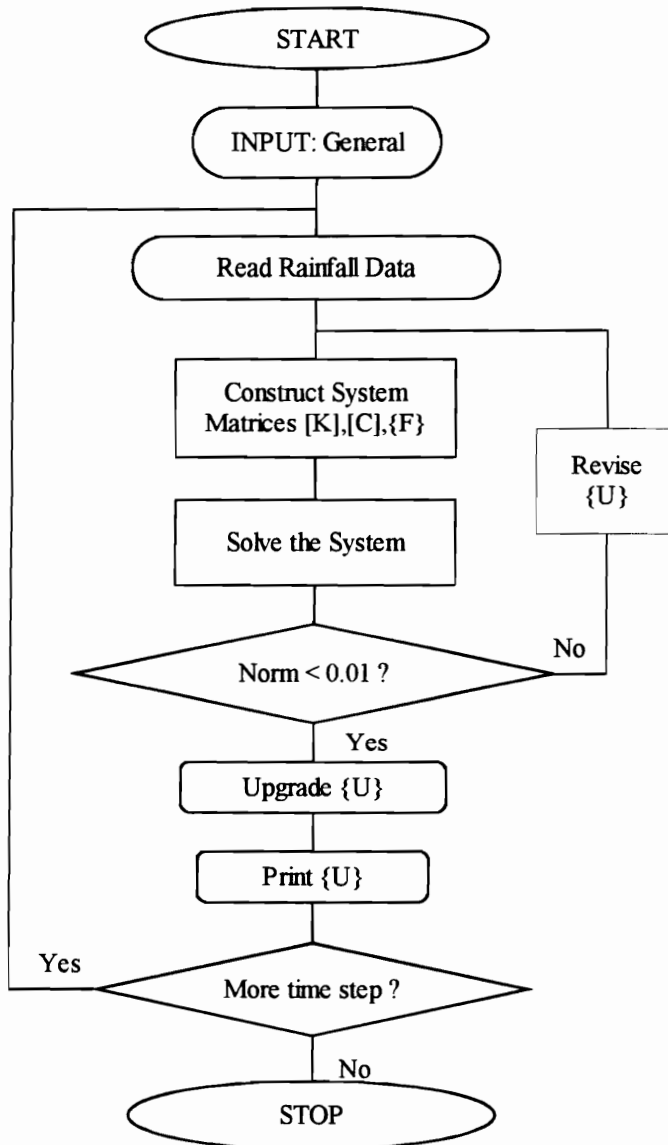 START
INPUT: General
Read Rainfall Data
Construct System
Matrices [K],[C],{F}
Revise
{U}
Solve the System
No
Norm < 0.01 ?
Yes
Upgrade {U}
Print {U}
Yes
More time step ?
No
STOP